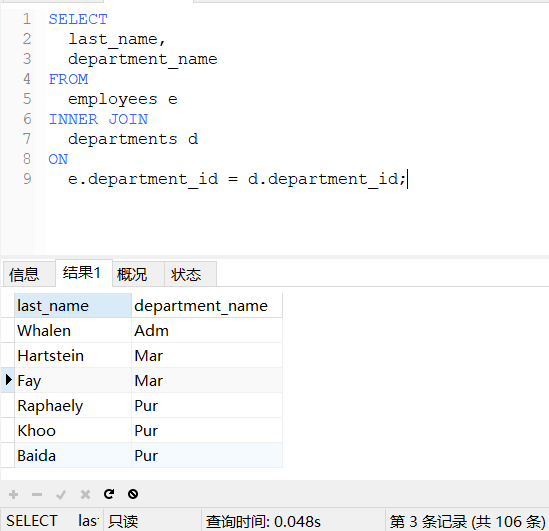 1 SELECT
2 last_name,
3 department_name
4 FROM
5 employees e
6 INNER JOIN
7 departments d
8 ON
9 e.department_id = d.department_id;
信息 结果1 概况 状态
last_name department_name
Whalen Adm
Hartstein Mar
Fay Mar
Raphaely Pur
Khoo Pur
Baida Pur
SELECT las 只读 查询时间: 0.048s 第 3 条记录 (共 106 条)